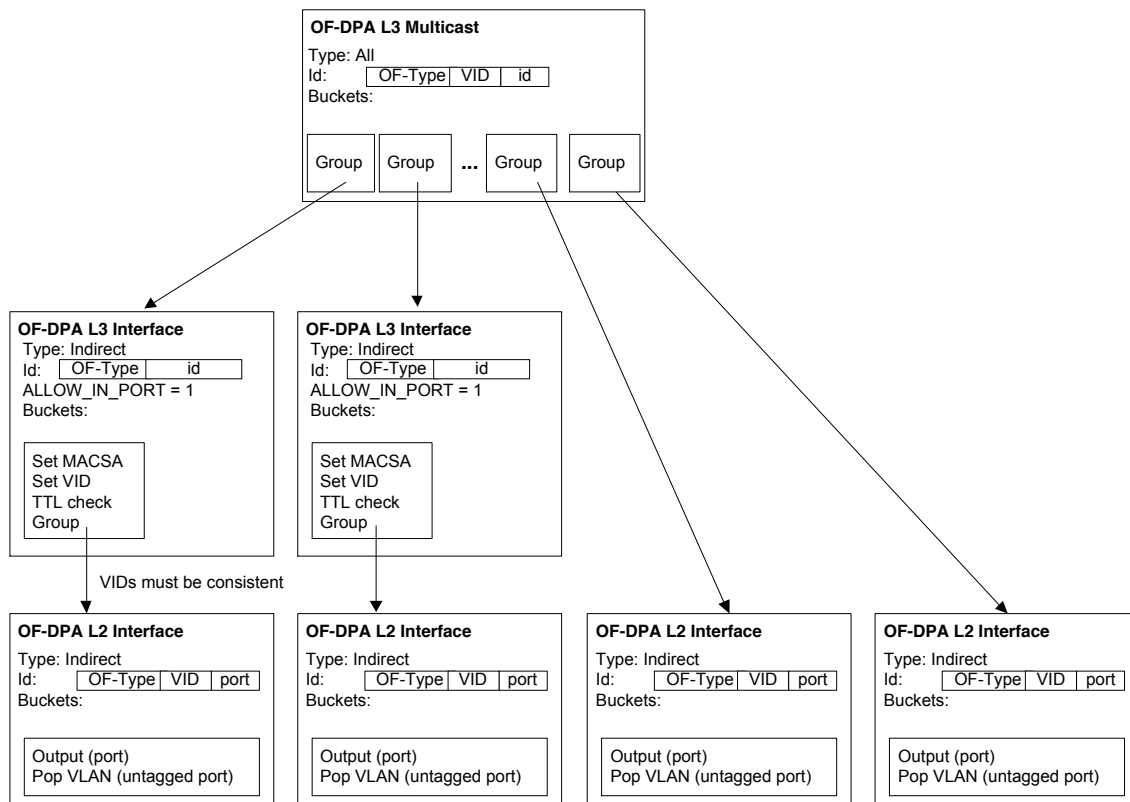 OF-DPA L3 Multicast
Type: All
Id: OF-Type VID id
Buckets:
Group Group ... Group Group
OF-DPA L3 Interface
Type: Indirect
Id: OF-Type id
ALLOW_IN_PORT = 1
Buckets:
Set MACSA
Set VID
TTL check
Group
OF-DPA L3 Interface
Type: Indirect
Id: OF-Type id
ALLOW_IN_PORT = 1
Buckets:
Set MACSA
Set VID
TTL check
Group
VIDs must be consistent
OF-DPA L2 Interface
Type: Indirect
Id: OF-Type VID port
Buckets:
Output (port)
Pop VLAN (untagged port)
OF-DPA L2 Interface
Type: Indirect
Id: OF-Type VID port
Buckets:
Output (port)
Pop VLAN (untagged port)
OF-DPA L2 Interface
Type: Indirect
Id: OF-Type VID port
Buckets:
Output (port)
Pop VLAN (untagged port)
OF-DPA L2 Interface
Type: Indirect
Id: OF-Type VID port
Buckets:
Output (port)
Pop VLAN (untagged port)